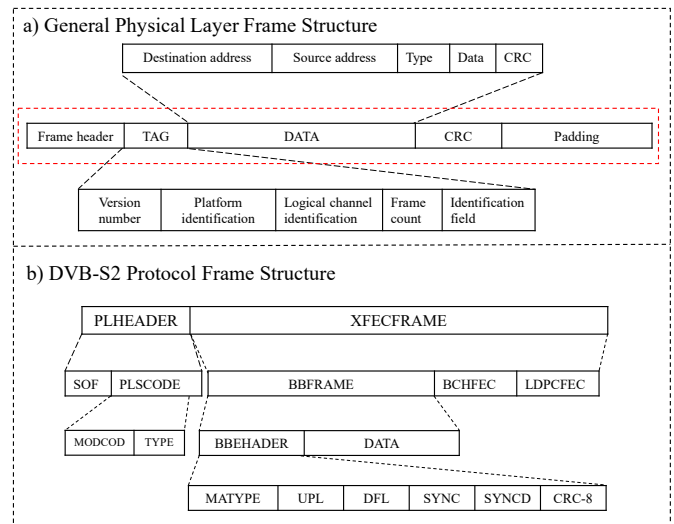 a) General Physical Layer Frame Structure
Destination address Source address Type Data CRC
Frame header TAG DATA CRC Padding
Version number Platform identification Logical channel identification Frame count Identification field
b) DVB-S2 Protocol Frame Structure
PLHEADER XFECFRAME
SOF PLSCODE BBFRAME BCHFEC LDPCFEC
MODCOD TYPE BBEHADER DATA
MATYPE UPL DFL SYNC SYNCD CRC-8